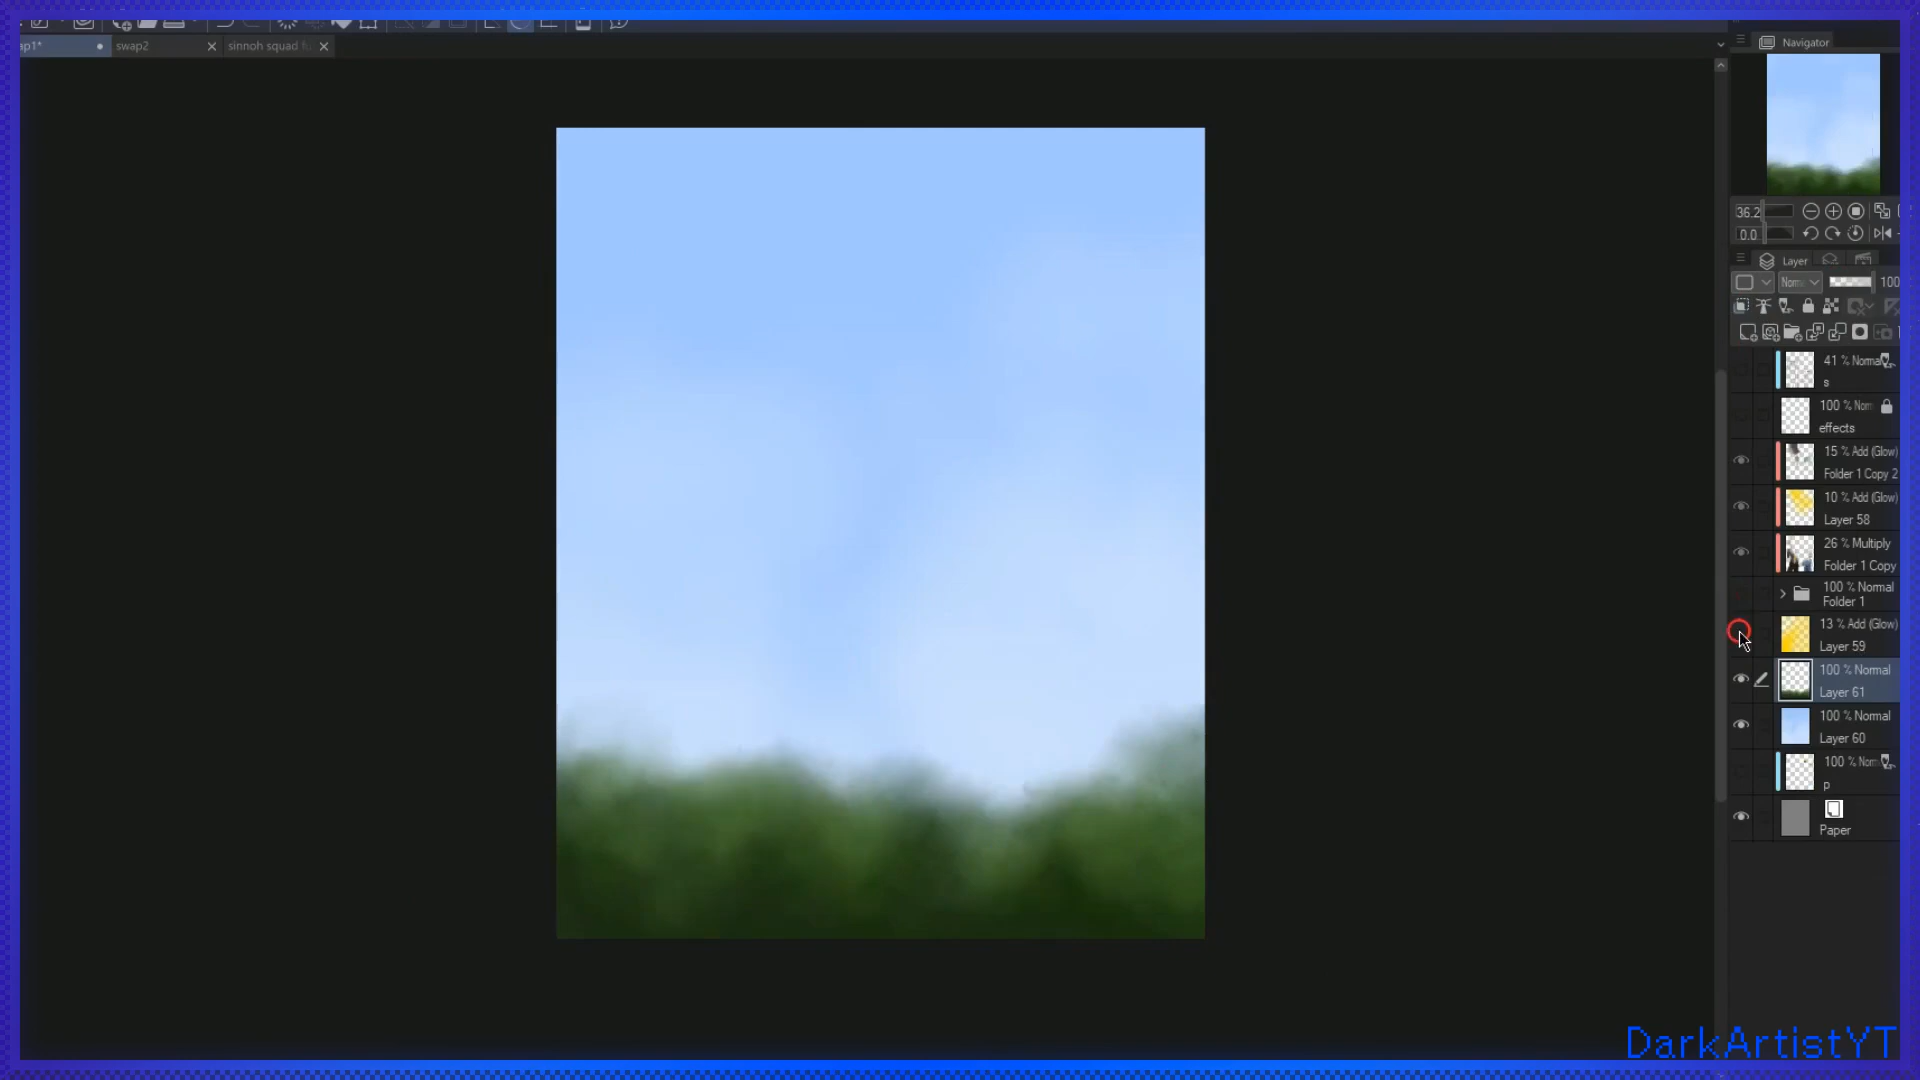 ap1*
swap2
sinnoh squad f
Navigator
36.2
0.0
Layer
Norm
100
41 % Normal
s
100 % Norm
effects
15 % Add (Glow)
Folder 1 Copy 2
10 % Add (Glow)
Layer 58
26 % Multiply
Folder 1 Copy
100 % Normal
Folder 1
13 % Add (Glow)
Layer 59
100 % Normal
Layer 61
100 % Normal
Layer 60
100 % Norm
p
Paper
DarkArtistYT